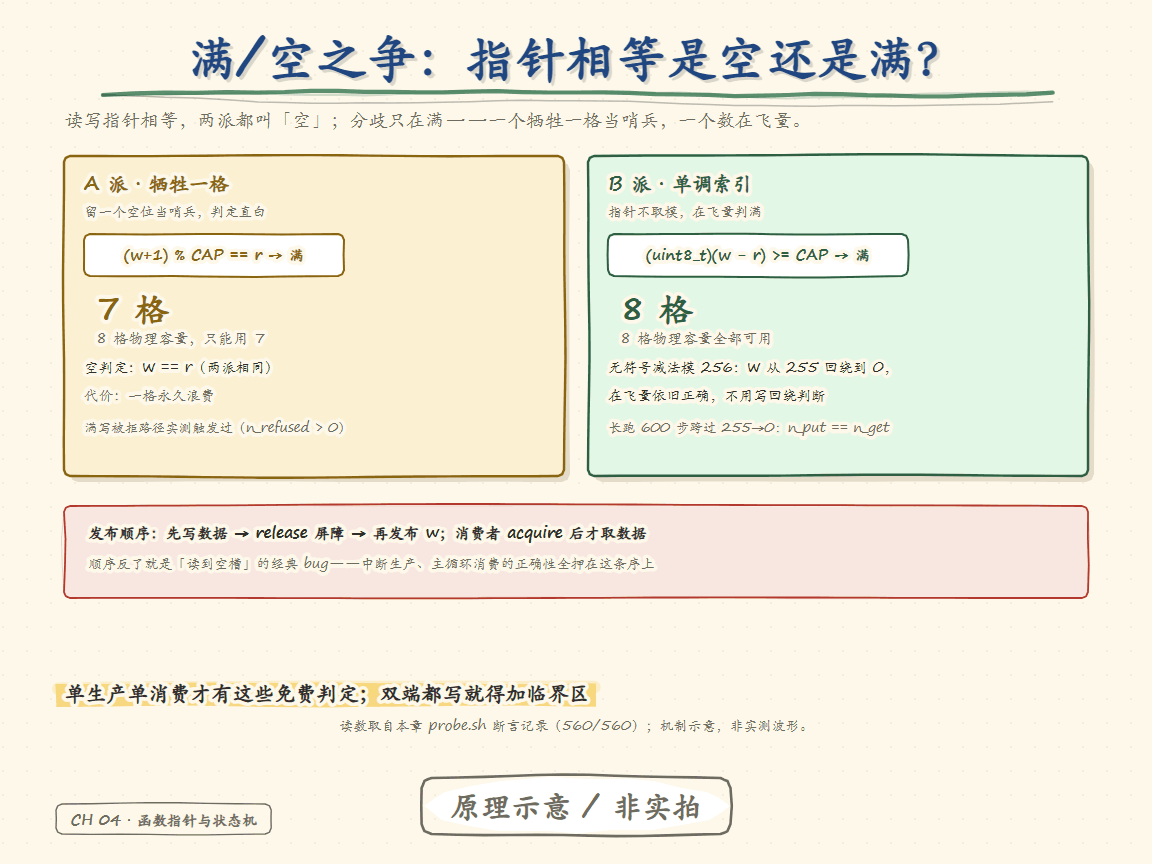 满/空之争：指针相等是空还是满？
读写指针相等，两派都叫「空」；分歧只在满——一个牺牲一格当哨兵，一个数在飞量。
A 派 · 牺牲一格
留一个空位当哨兵，判定直白
(w+1) % CAP == r → 满
7 格
8 格物理容量，只能用 7
空判定：w == r（两派相同）
代价：一格永久浪费
满写被拒路径实测触发过（n_refused > 0）
B 派 · 单调索引
指针不取模，在飞量判满
(uint8_t)(w - r) >= CAP → 满
8 格
8 格物理容量全部可用
无符号减法模 256：w 从 255 回绕到 0，
在飞量依旧正确，不用写回绕判断
长跑 600 步跨过 255→0：n_put == n_get
发布顺序：先写数据 → release 屏障 → 再发布 w；消费者 acquire 后才取数据
顺序反了就是「读到空槽」的经典 bug——中断生产、主循环消费的正确性全押在这条序上
单生产单消费才有这些免费判定；双端都写就得加临界区
读数取自本章 probe.sh 断言记录（560/560）；机制示意，非实测波形。
原理示意 / 非实拍
CH 04 · 函数指针与状态机